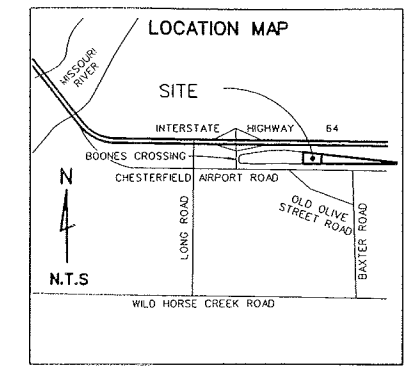 LOCATION MAP
MISSOURI
RIVER
SITE
INTERSTATE HIGHWAY 64
BOONES CROSSING
CHESTERFIELD AIRPORT ROAD
N
N.T.S
LONG ROAD
OLD OLIVE
STREET ROAD
BAXTER ROAD
WILD HORSE CREEK ROAD